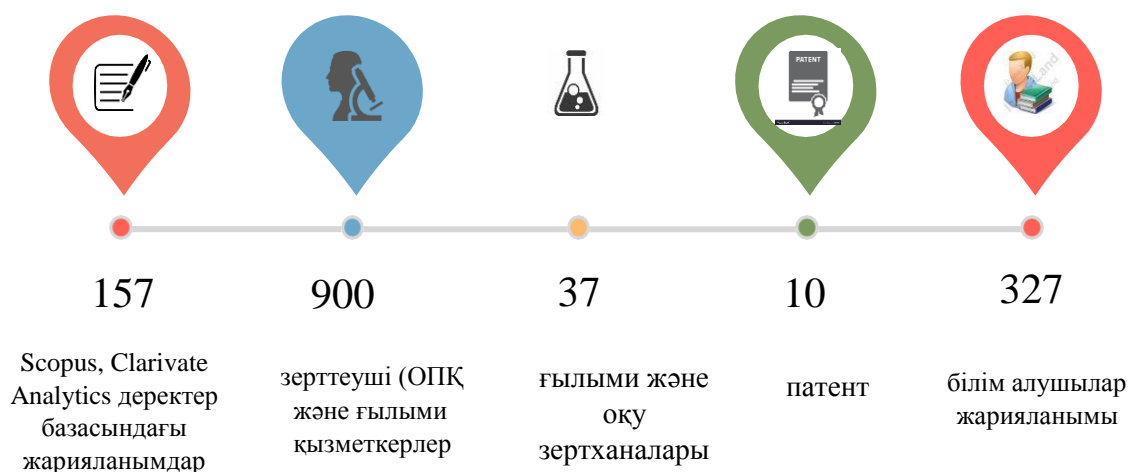 PATENT
Land
157
900
37
10
327
Scopus, Clarivate
Analytics деректер
базасындағы
жарияланымдар
зерттеуші (ОПҚ
және ғылыми
қызметкерлер
ғылыми және
оқу
зертханалары
патент
білім алушылар
жарияланымы